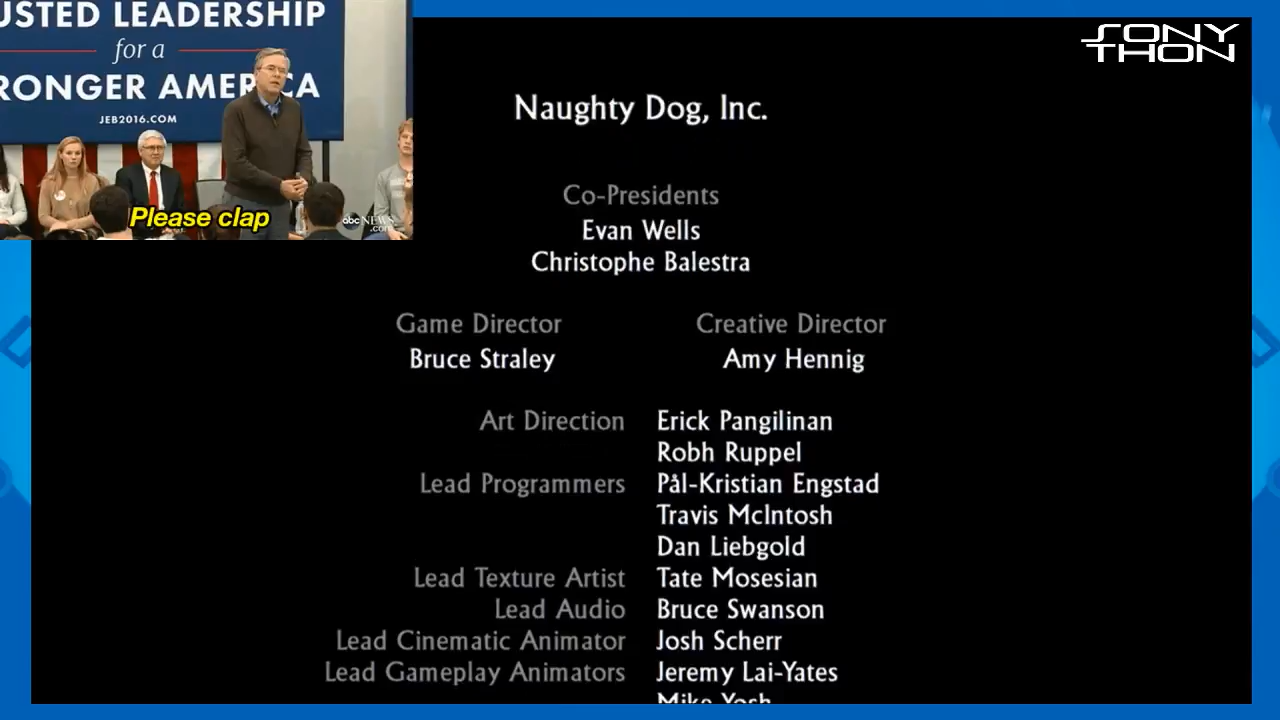 USTED LEADERSHIP
for a
RONGER AMERICA
JEB2016.COM
Please clap
abc NEWS
.com
SONY
THON
Naughty Dog, Inc.
Co-Presidents
Evan Wells
Christophe Balestra
Game Director
Bruce Straley
Creative Director
Amy Hennig
Art Direction Erick Pangilinan
Robh Ruppel
Lead Programmers Pål-Kristian Engstad
Travis McIntosh
Dan Liebgold
Lead Texture Artist Tate Mosesian
Lead Audio Bruce Swanson
Lead Cinematic Animator Josh Scherr
Lead Gameplay Animators Jeremy Lai-Yates
Mike Yosh